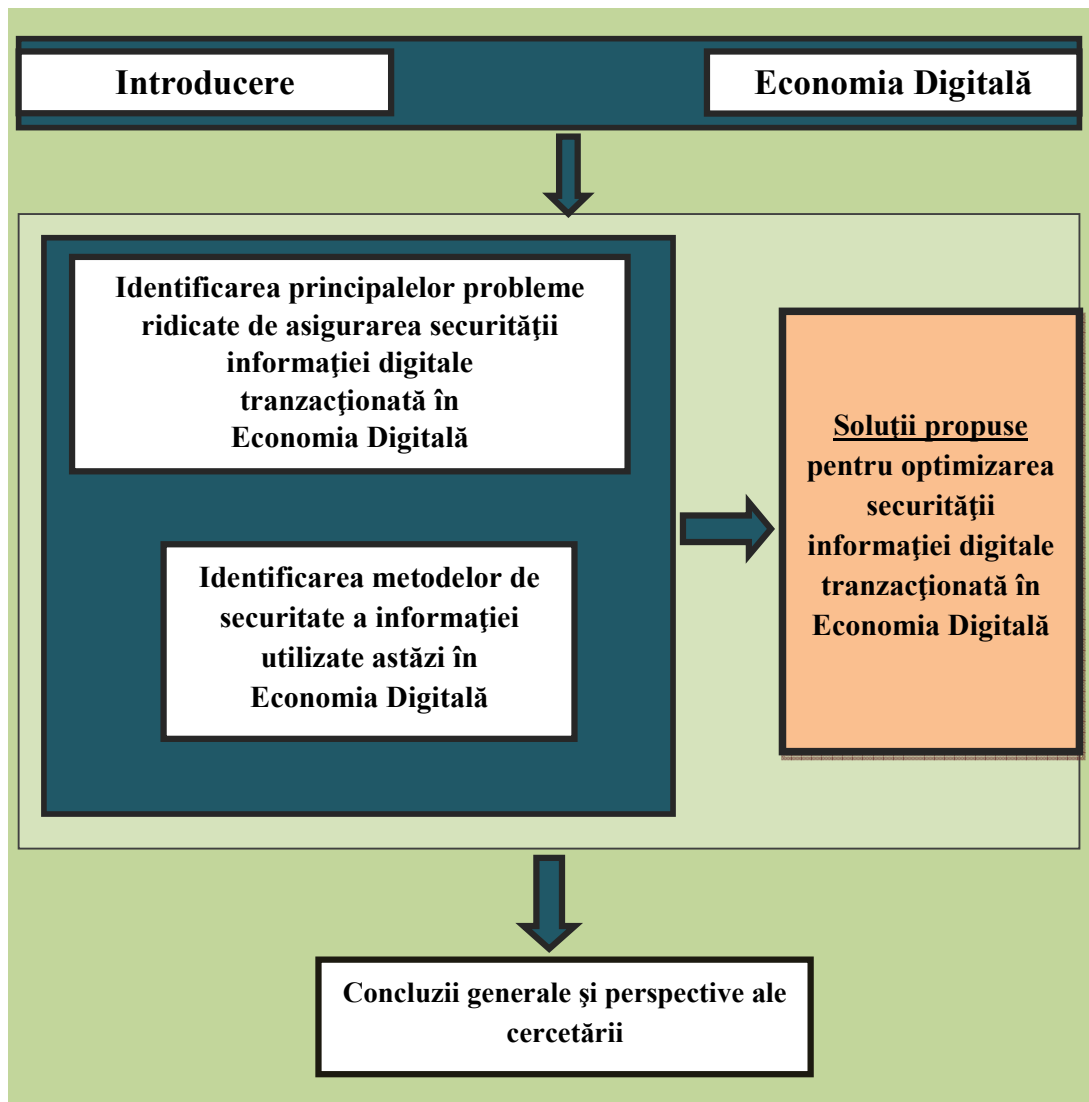 Introducere
Economia Digitală
Identificarea principalelor probleme
ridicate de asigurarea securităţii
informaţiei digitale
tranzacţionată în
Economia Digitală
Identificarea metodelor de
securitate a informaţiei
utilizate astăzi în
Economia Digitală
Soluții propuse
pentru optimizarea
securităţii
informaţiei digitale
tranzacţionată în
Economia Digitală
Concluzii generale şi perspective ale
cercetării